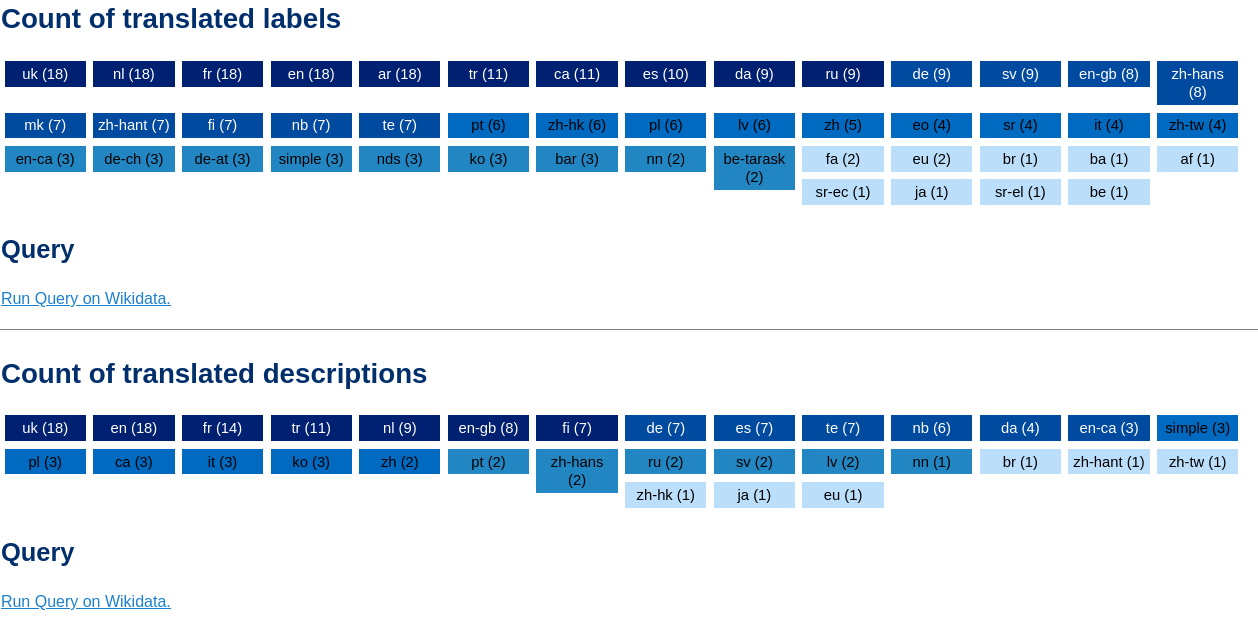 Count of translated labels
uk (18) nl (18) fr (18) en (18) ar (18) tr (11) ca (11) es (10) da (9) ru (9) de (9) sv (9) en-gb (8) zh-hans
(8)
mk (7) zh-hant (7) fi (7) nb (7) te (7) pt (6) zh-hk (6) pl (6) lv (6) zh (5) eo (4) sr (4) it (4) zh-tw (4)
en-ca (3) de-ch (3) de-at (3) simple (3) nds (3) ko (3) bar (3) nn (2) be-tarask fa (2) eu (2) br (1) ba (1) af (1)
(2)
sr-ec (1) ja (1) sr-el (1) be (1)
Query
Run Query on Wikidata.
Count of translated descriptions
uk (18) en (18) fr (14) tr (11) nl (9) en-gb (8) fi (7) de (7) es (7) te (7) nb (6) da (4) en-ca (3) simple (3)
pl (3) ca (3) it (3) ko (3) zh (2) pt (2) zh-hans ru (2) sv (2) lv (2) nn (1) br (1) zh-hant (1) zh-tw (1)
(2)
zh-hk (1) ja (1) eu (1)
Query
Run Query on Wikidata.